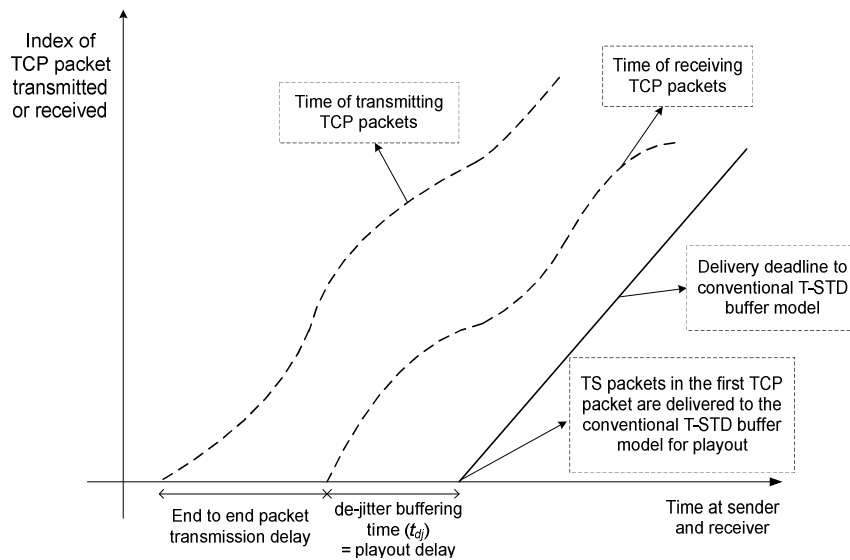 Index of
TCP packet
transmitted
or received
Time of transmitting
TCP packets
Time of receiving
TCP packets
Delivery deadline to
conventional T-STD
buffer model
TS packets in the first TCP
packet are delivered to the
conventional T-STD buffer
model for playout
End to end packet
transmission delay
de-jitter buffering
time (tdj)
= playout delay
Time at sender
and receiver